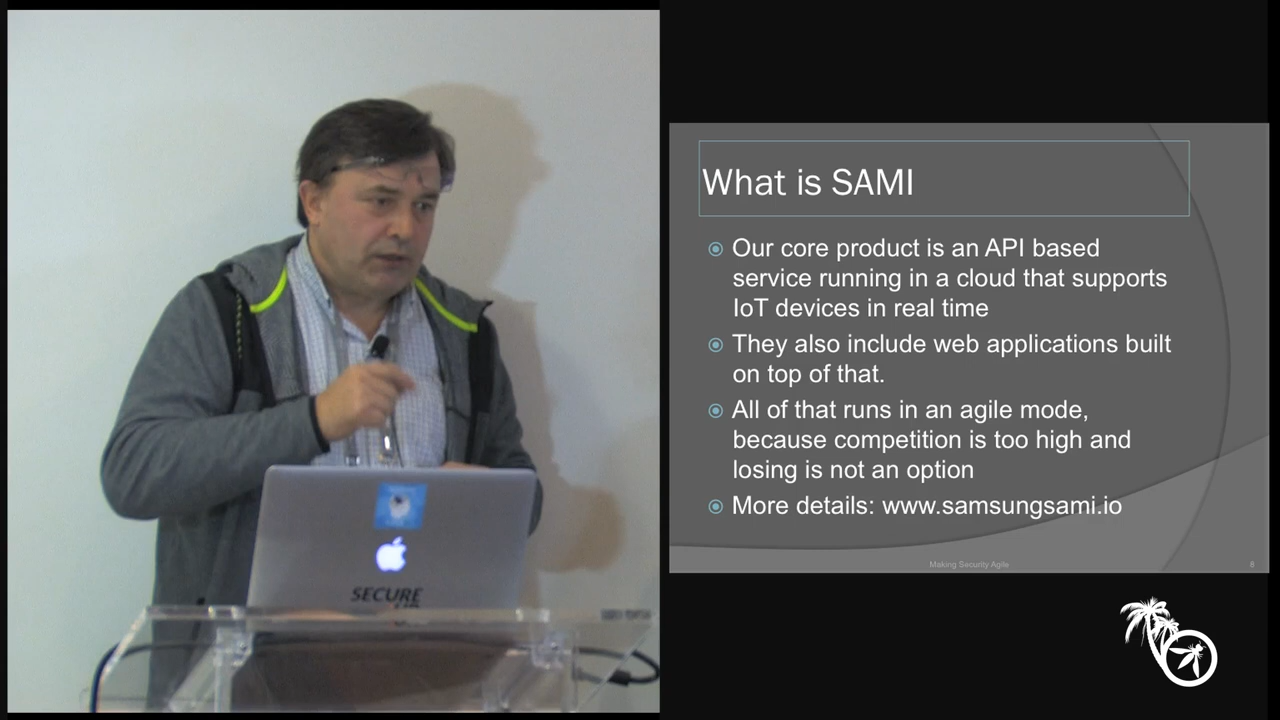 What is SAMI
Our core product is an API based
service running in a cloud that supports
IoT devices in real time
They also include web applications built
on top of that.
All of that runs in an agile mode,
because competition is too high and
losing is not an option
More details: www.samsungsami.io
Making Security Agile
6
SECURE